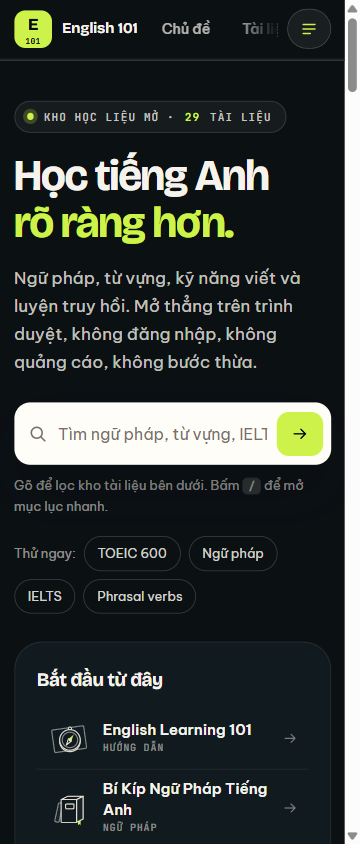 E
101
English 101
Chủ đề
Tài
KHO HỌC LIỆU MỞ · 29 TÀI LIỆU
Học tiếng Anh
rõ ràng hơn.
Ngữ pháp, từ vựng, kỹ năng viết và
luyện truy hồi. Mở thẳng trên trình
duyệt, không đăng nhập, không
quảng cáo, không bước thừa.
Tìm ngữ pháp, từ vựng, IELT
→
Gõ để lọc kho tài liệu bên dưới. Bấm / để mở
mục lục nhanh.
Thử ngay: TOEIC 600 Ngữ pháp
IELTS Phrasal verbs
Bắt đầu từ đây
English Learning 101
HƯỚNG DẪN
→
Bí Kíp Ngữ Pháp Tiếng
Anh
NGỮ PHÁP
→